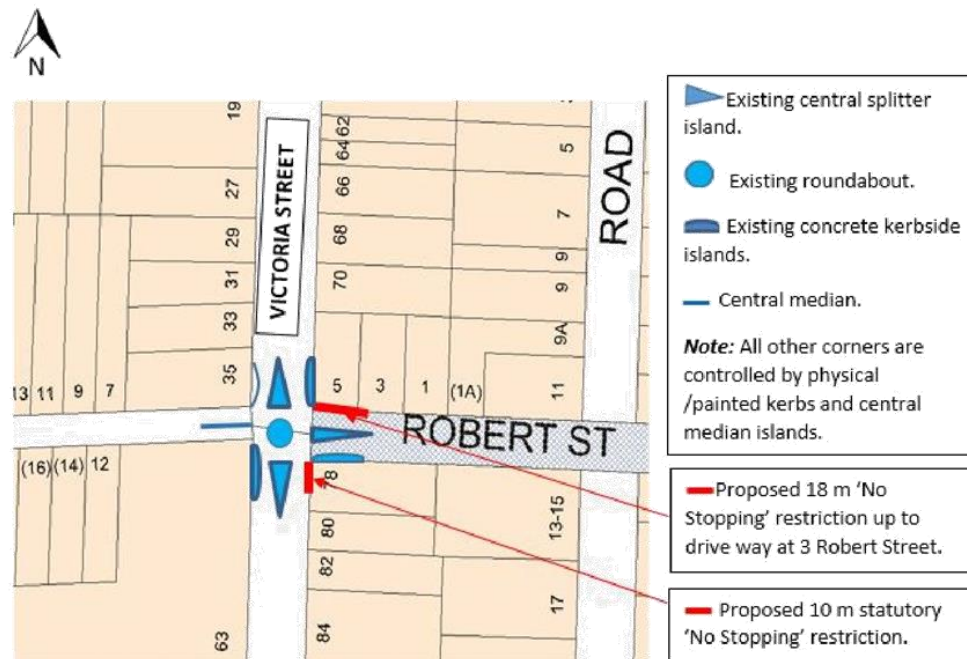 N
19
27
29
31
33
35
13
11
9
7
(16)
(14)
12
63
VICTORIA STREET
62
64
66
68
70
5
3
1
(1A)
5
7
9
9
9A
11
ROAD
ROBERT ST
78
80
82
84
13-15
17
Existing central splitter
island.
Existing roundabout.
Existing concrete kerbside
islands.
Central median.
Note: All other corners are
controlled by physical
/painted kerbs and central
median islands.
Proposed 18 m ‘No
Stopping’ restriction up to
drive way at 3 Robert Street.
Proposed 10 m statutory
‘No Stopping’ restriction.